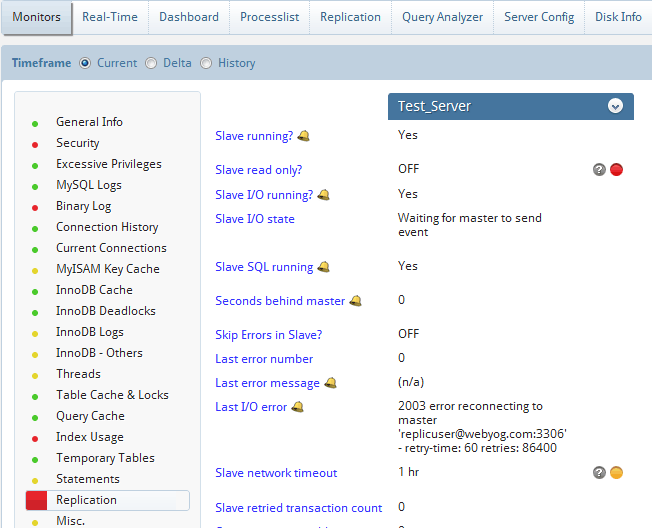 Monitors Real-Time Dashboard Processlist Replication Query Analyzer Server Config Disk Info
Timeframe Current Delta History
General Info
Security
Excessive Privileges
MySQL Logs
Binary Log
Connection History
Current Connections
MyISAM Key Cache
InnoDB Cache
InnoDB Deadlocks
InnoDB Logs
InnoDB - Others
Threads
Table Cache & Locks
Query Cache
Index Usage
Temporary Tables
Statements
Replication
Misc.
Test_Server
Slave running? Yes
Slave read only? OFF ?
Slave I/O running? Yes
Slave I/O state Waiting for master to send
event
Slave SQL running Yes
Seconds behind master 0
Skip Errors in Slave? OFF
Last error number 0
Last error message (n/a)
Last I/O error 2003 error reconnecting to
master
'replicuser@webyog.com:3306'
- retry-time: 60 retries: 86400
Slave network timeout 1 hr ?
Slave retried transaction count 0